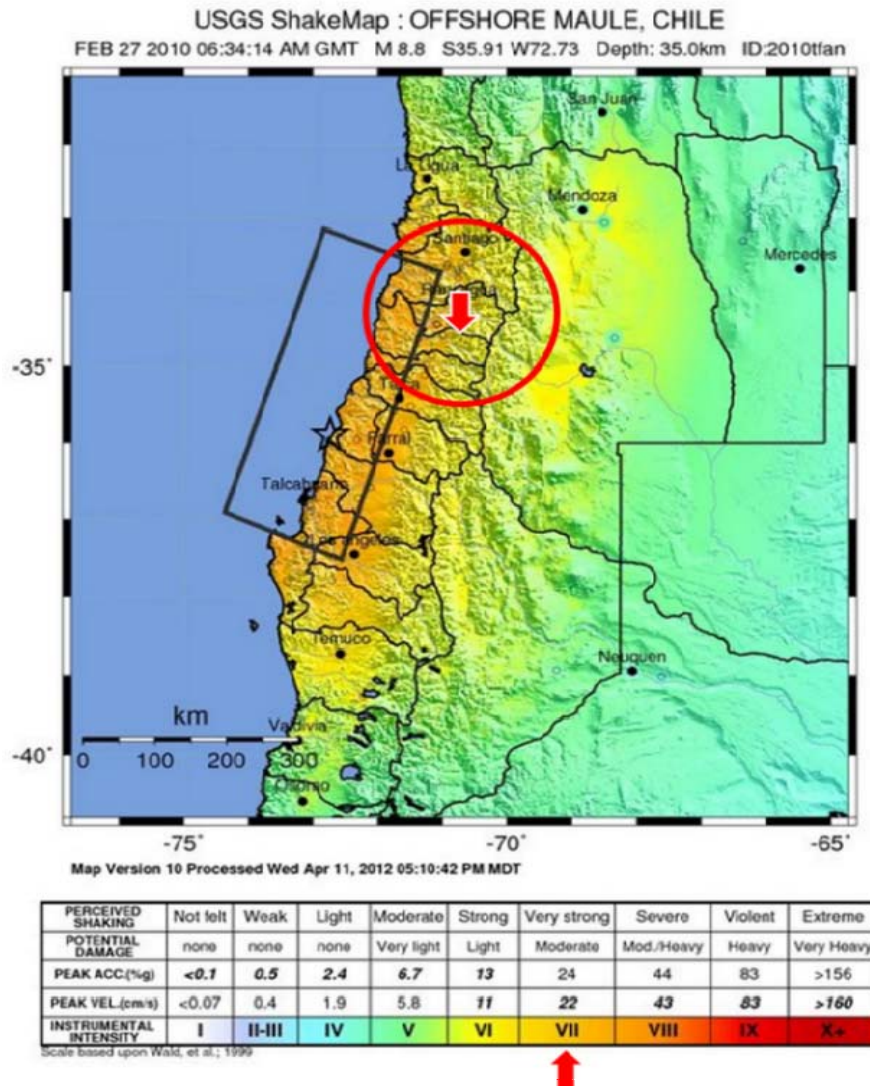 USGS ShakeMap : OFFSHORE MAULE, CHILE
FEB 27 2010 06:34:14 AM GMT M 8.8 S35.91 W72.73 Depth: 35.0km ID:2010tfan
San Juan
La Ligua
Mendoza
Santiago
Mercedes
-35°
Talca
Parral
Talcahuano
Los Angeles
Temuco
Neuquen
km
Valdivia
0 100 200 300
-40°
Osorno
-75° -70° -65°
Map Version 10 Processed Wed Apr 11, 2012 05:10:42 PM MDT
PERCEIVED SHAKING Not felt Weak Light Moderate Strong Very strong Severe Violent Extreme
POTENTIAL DAMAGE none none none Very light Light Moderate Mod./Heavy Heavy Very Heavy
PEAK ACC.(%g) <0.1 0.5 2.4 6.7 13 24 44 83 >156
PEAK VEL.(cm/s) <0.07 0.4 1.9 5.8 11 22 43 83 >160
INSTRUMENTAL INTENSITY I II-III IV V VI VII VIII IX X+
Scale based upon Wald, et al.; 1999